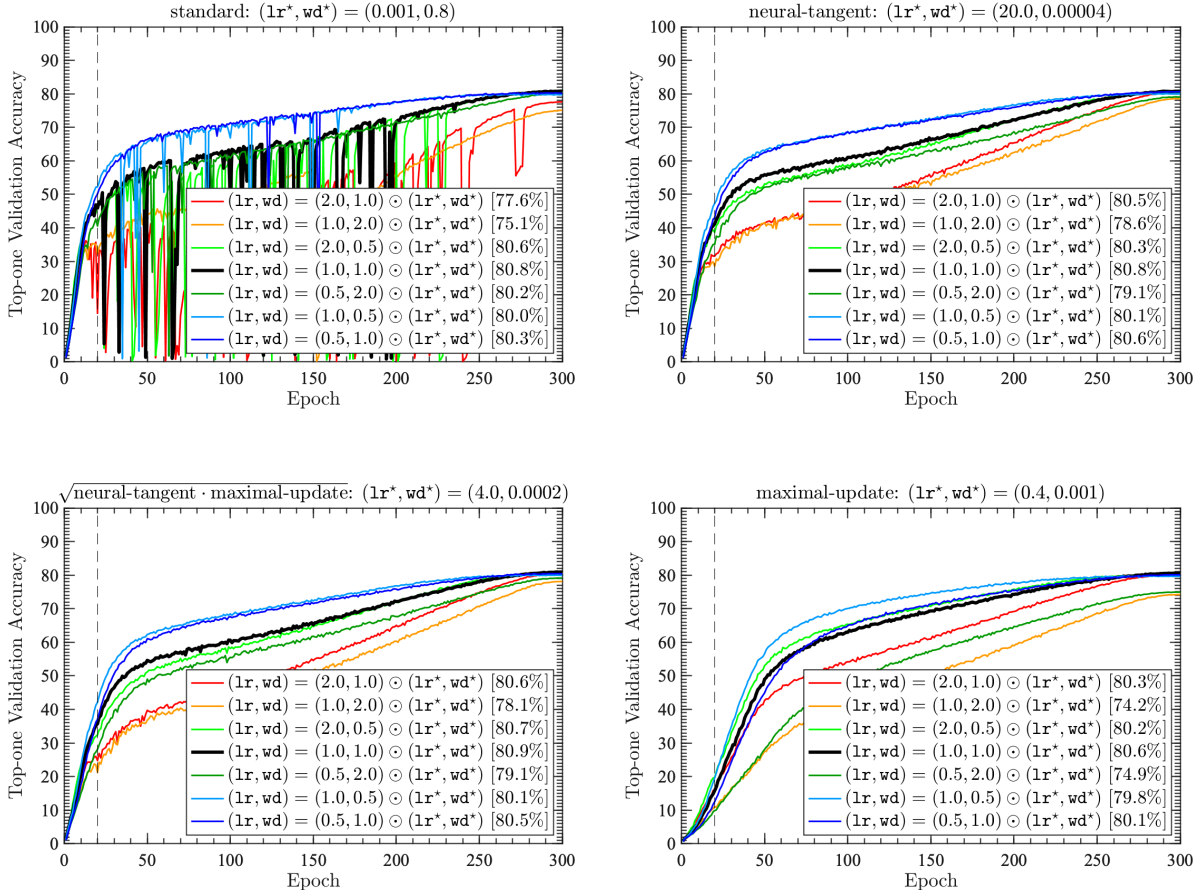 standard: (lr⋆, wd⋆) = (0.001, 0.8)
Top-one Validation Accuracy
100
90
80
70
60
50
40
30
20
10
0
(lr, wd) = (2.0, 1.0) ⊙ (lr⋆, wd⋆) [77.6%]
(lr, wd) = (1.0, 2.0) ⊙ (lr⋆, wd⋆) [75.1%]
(lr, wd) = (2.0, 0.5) ⊙ (lr⋆, wd⋆) [80.6%]
(lr, wd) = (1.0, 1.0) ⊙ (lr⋆, wd⋆) [80.8%]
(lr, wd) = (0.5, 2.0) ⊙ (lr⋆, wd⋆) [80.2%]
(lr, wd) = (1.0, 0.5) ⊙ (lr⋆, wd⋆) [80.0%]
(lr, wd) = (0.5, 1.0) ⊙ (lr⋆, wd⋆) [80.3%]
0 50 100 150 200 250 300
Epoch
neural-tangent: (lr⋆, wd⋆) = (20.0, 0.00004)
Top-one Validation Accuracy
100
90
80
70
60
50
40
30
20
10
0
(lr, wd) = (2.0, 1.0) ⊙ (lr⋆, wd⋆) [80.5%]
(lr, wd) = (1.0, 2.0) ⊙ (lr⋆, wd⋆) [78.6%]
(lr, wd) = (2.0, 0.5) ⊙ (lr⋆, wd⋆) [80.3%]
(lr, wd) = (1.0, 1.0) ⊙ (lr⋆, wd⋆) [80.8%]
(lr, wd) = (0.5, 2.0) ⊙ (lr⋆, wd⋆) [79.1%]
(lr, wd) = (1.0, 0.5) ⊙ (lr⋆, wd⋆) [80.1%]
(lr, wd) = (0.5, 1.0) ⊙ (lr⋆, wd⋆) [80.6%]
0 50 100 150 200 250 300
Epoch
√neural-tangent · maximal-update: (lr⋆, wd⋆) = (4.0, 0.0002)
Top-one Validation Accuracy
100
90
80
70
60
50
40
30
20
10
0
(lr, wd) = (2.0, 1.0) ⊙ (lr⋆, wd⋆) [80.6%]
(lr, wd) = (1.0, 2.0) ⊙ (lr⋆, wd⋆) [78.1%]
(lr, wd) = (2.0, 0.5) ⊙ (lr⋆, wd⋆) [80.7%]
(lr, wd) = (1.0, 1.0) ⊙ (lr⋆, wd⋆) [80.9%]
(lr, wd) = (0.5, 2.0) ⊙ (lr⋆, wd⋆) [79.1%]
(lr, wd) = (1.0, 0.5) ⊙ (lr⋆, wd⋆) [80.1%]
(lr, wd) = (0.5, 1.0) ⊙ (lr⋆, wd⋆) [80.5%]
0 50 100 150 200 250 300
Epoch
maximal-update: (lr⋆, wd⋆) = (0.4, 0.001)
Top-one Validation Accuracy
100
90
80
70
60
50
40
30
20
10
0
(lr, wd) = (2.0, 1.0) ⊙ (lr⋆, wd⋆) [80.3%]
(lr, wd) = (1.0, 2.0) ⊙ (lr⋆, wd⋆) [74.2%]
(lr, wd) = (2.0, 0.5) ⊙ (lr⋆, wd⋆) [80.2%]
(lr, wd) = (1.0, 1.0) ⊙ (lr⋆, wd⋆) [80.6%]
(lr, wd) = (0.5, 2.0) ⊙ (lr⋆, wd⋆) [74.9%]
(lr, wd) = (1.0, 0.5) ⊙ (lr⋆, wd⋆) [79.8%]
(lr, wd) = (0.5, 1.0) ⊙ (lr⋆, wd⋆) [80.1%]
0 50 100 150 200 250 300
Epoch